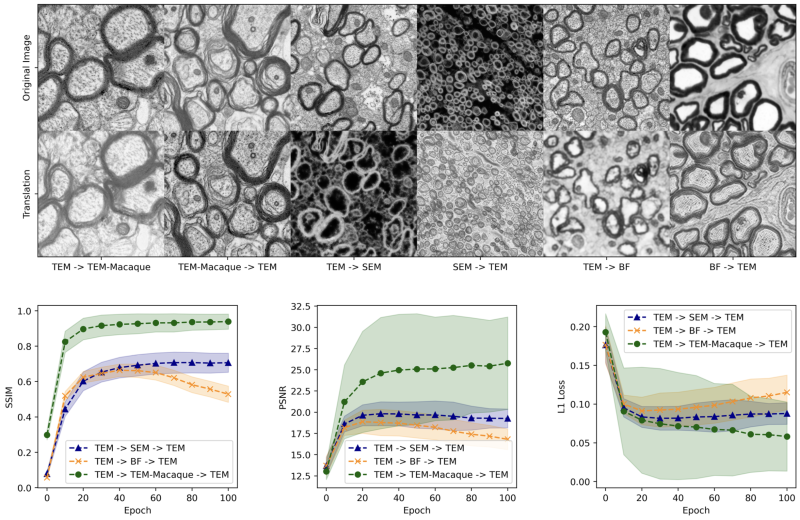 Original Image
Translation
TEM -> TEM-Macaque
TEM-Macaque -> TEM
TEM -> SEM
SEM -> TEM
TEM -> BF
BF -> TEM
1.0
0.8
0.6
0.4
0.2
0.0
SSIM
0
20
40
60
80
100
Epoch
TEM -> SEM -> TEM
TEM -> BF -> TEM
TEM -> TEM-Macaque -> TEM
32.5
30.0
27.5
25.0
22.5
20.0
17.5
15.0
12.5
PSNR
0
20
40
60
80
100
Epoch
TEM -> SEM -> TEM
TEM -> BF -> TEM
TEM -> TEM-Macaque -> TEM
0.20
0.15
0.10
0.05
0.00
L1 Loss
0
20
40
60
80
100
Epoch
TEM -> SEM -> TEM
TEM -> BF -> TEM
TEM -> TEM-Macaque -> TEM